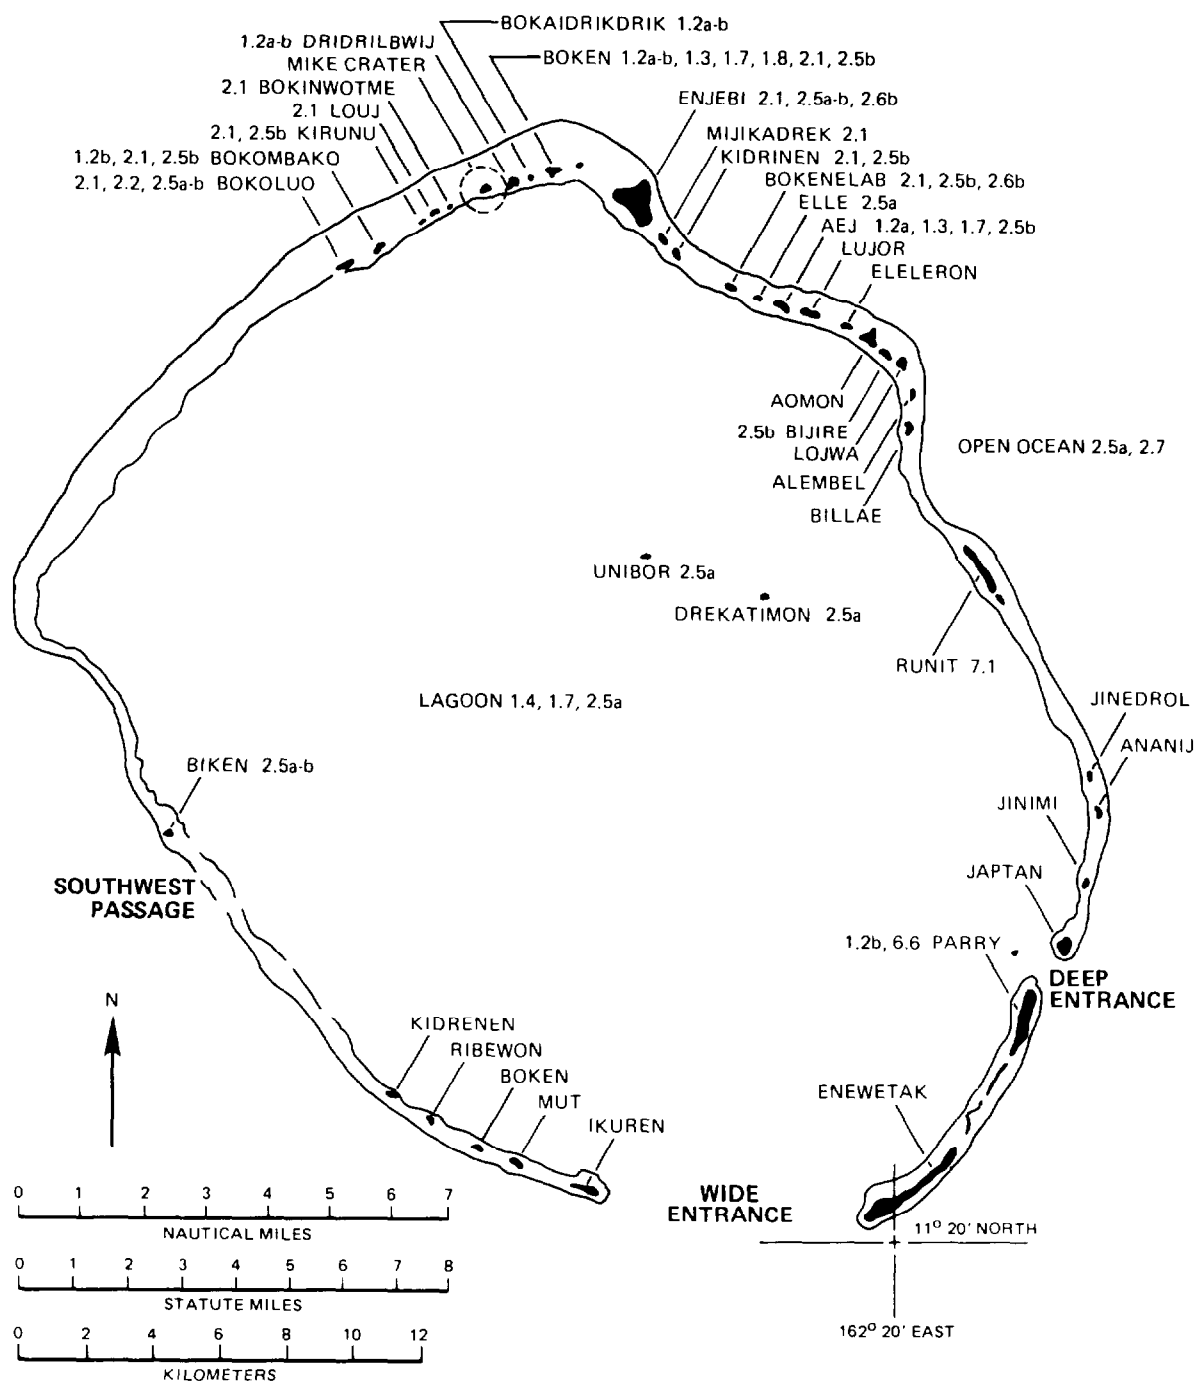 BOKAIDRIKDRIK 1.2a-b
1.2a-b DRIDRILBWIJ
BOKEN 1.2a-b, 1.3, 1.7, 1.8, 2.1, 2.5b
MIKE CRATER
2.1 BOKINWOTME
ENJEBI 2.1, 2.5a-b, 2.6b
2.1 LOUJ
2.1, 2.5b KIRUNU
MIJIKADREK 2.1
1.2b, 2.1, 2.5b BOKOMBAKO
KIDRINEN 2.1, 2.5b
2.1, 2.2, 2.5a-b BOKOLUO
BOKENELAB 2.1, 2.5b, 2.6b
ELLE 2.5a
AEJ 1.2a, 1.3, 1.7, 2.5b
LUJOR
ELELERON
AOMON
2.5b BIJIRE
LOJWA
OPEN OCEAN 2.5a, 2.7
ALEMBEL
BILLAE
UNIBOR 2.5a
DREKATIMON 2.5a
RUNIT 7.1
LAGOON 1.4, 1.7, 2.5a
JINEDROL
ANANIJ
BIKEN 2.5a-b
JINIMI
JAPTAN
SOUTHWEST
PASSAGE
1.2b, 6.6 PARRY
DEEP
ENTRANCE
N
KIDRENEN
RIBEWON
BOKEN
MUT
ENEWETAK
IKUREN
WIDE
ENTRANCE
0 1 2 3 4 5 6 7
NAUTICAL MILES
11° 20' NORTH
0 1 2 3 4 5 6 7 8
STATUTE MILES
162° 20' EAST
0 2 4 6 8 10 12
KILOMETERS